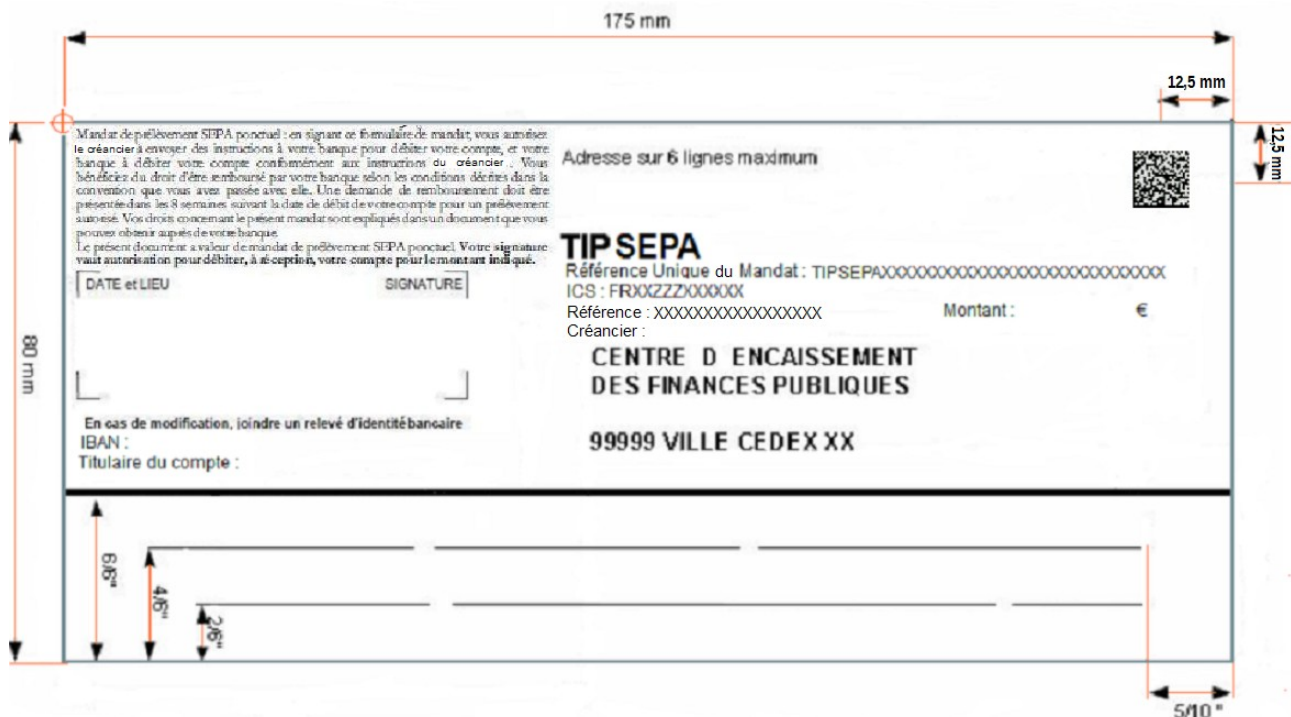 175 mm
12,5 mm
12,5 mm
Mandat de prélèvement SEPA ponctuel : en signant ce formulaire de mandat, vous autorisez
le créancier à envoyer des instructions à votre banque pour débiter votre compte, et votre
banque à débiter votre compte conformément aux instructions du créancier . Vous
bénéficiez du droit d'être remboursé par votre banque selon les conditions décrites dans la
convention que vous avez passée avec elle. Une demande de remboursement doit être
présentée dans les 8 semaines suivant la date de débit de votre compte pour un prélèvement
autorisé. Vos droits concernant le présent mandat sont expliqués dans un document que vous
pouvez obtenir auprès de votre banque.
Le présent document a valeur de mandat de prélèvement SEPA ponctuel. Votre signature
vaut autorisation pour débiter, à réception, votre compte pour le montant indiqué.
DATE et LIEU SIGNATURE
En cas de modification, joindre un relevé d'identité bancaire
IBAN :
Titulaire du compte :
Adresse sur 6 lignes maximum
TIP SEPA
Référence Unique du Mandat : TIPSEPAXXXXXXXXXXXXXXXXXXXXXXXXXXXX
ICS : FRXXZZZXXXXXX
Référence : XXXXXXXXXXXXXXXXX Montant : €
Créancier :
CENTRE D ENCAISSEMENT
DES FINANCES PUBLIQUES
99999 VILLE CEDEX XX
80 mm
6/6"
4/6"
2/6"
5/10 "